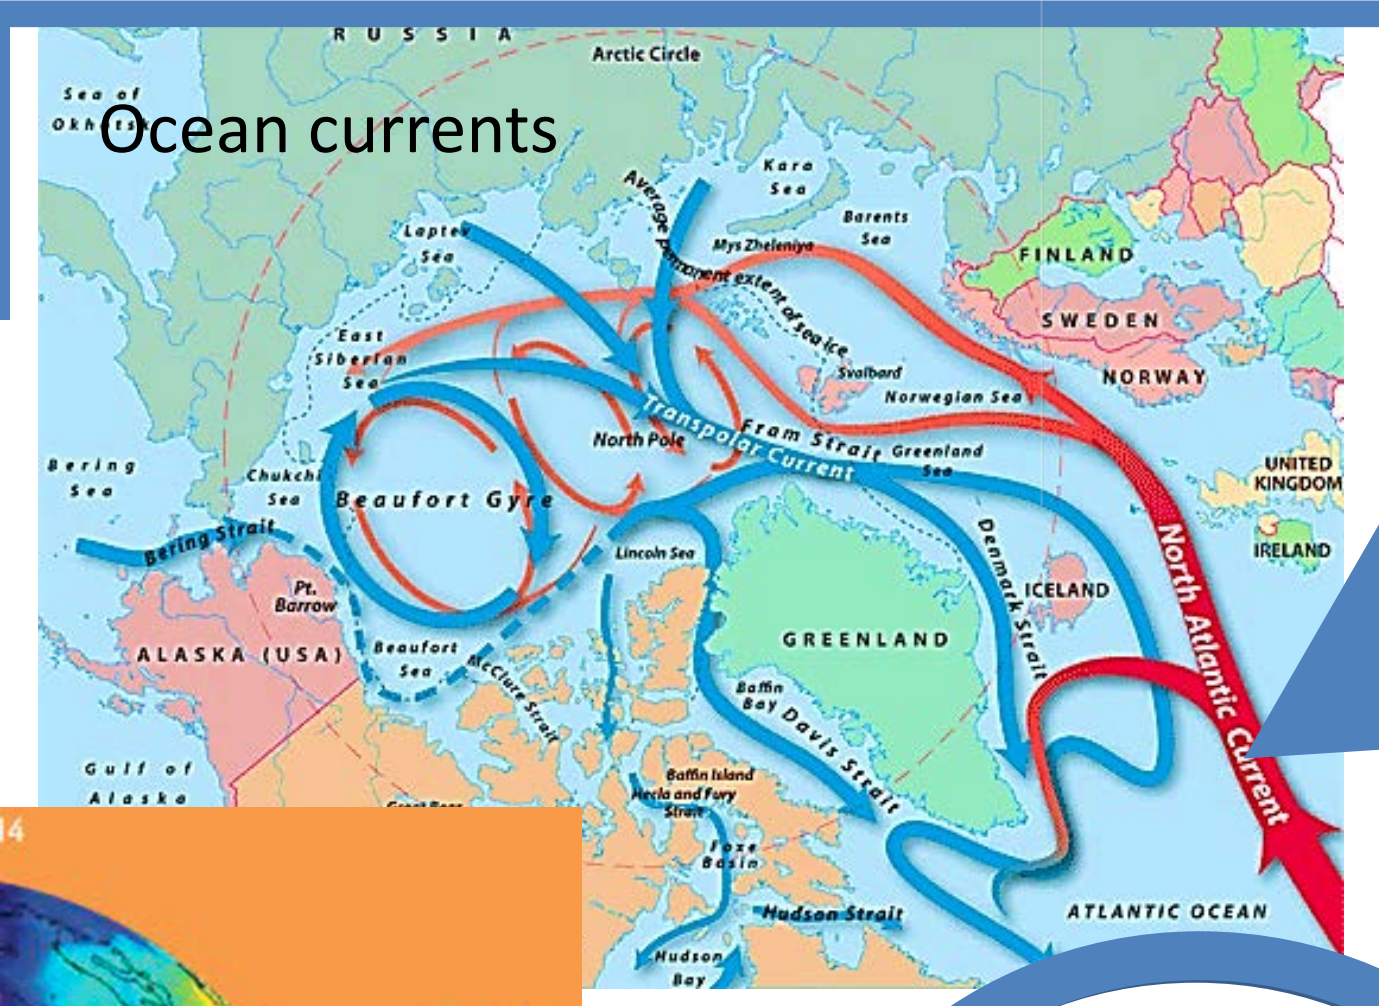 RUSSIA
Arctic Circle
Sea of
Okhotsk
Ocean currents
Kara
Sea
Average permanent extent of sea ice
Barents
Sea
Laptev
Sea
Mys Zhelaniya
FINLAND
SWEDEN
East
Siberian
Sea
Svalbard
NORWAY
Norwegian Sea
Transpolar Current
Fram Strait
North Pole
Greenland
Sea
Bering
Sea
Chukchi
Sea
Beaufort Gyre
UNITED
KINGDOM
Bering Strait
Lincoln Sea
IRELAND
Denmark Strait
North Atlantic Current
Pt.
Barrow
ICELAND
GREENLAND
ALASKA (USA)
Beaufort
Sea
McClure Strait
Baffin
Bay
Davis Strait
Gulf of
Alaska
Baffin Island
Hecla and Fury
Strait
14
Foxe
Basin
Hudson Strait
ATLANTIC OCEAN
Hudson
Bay